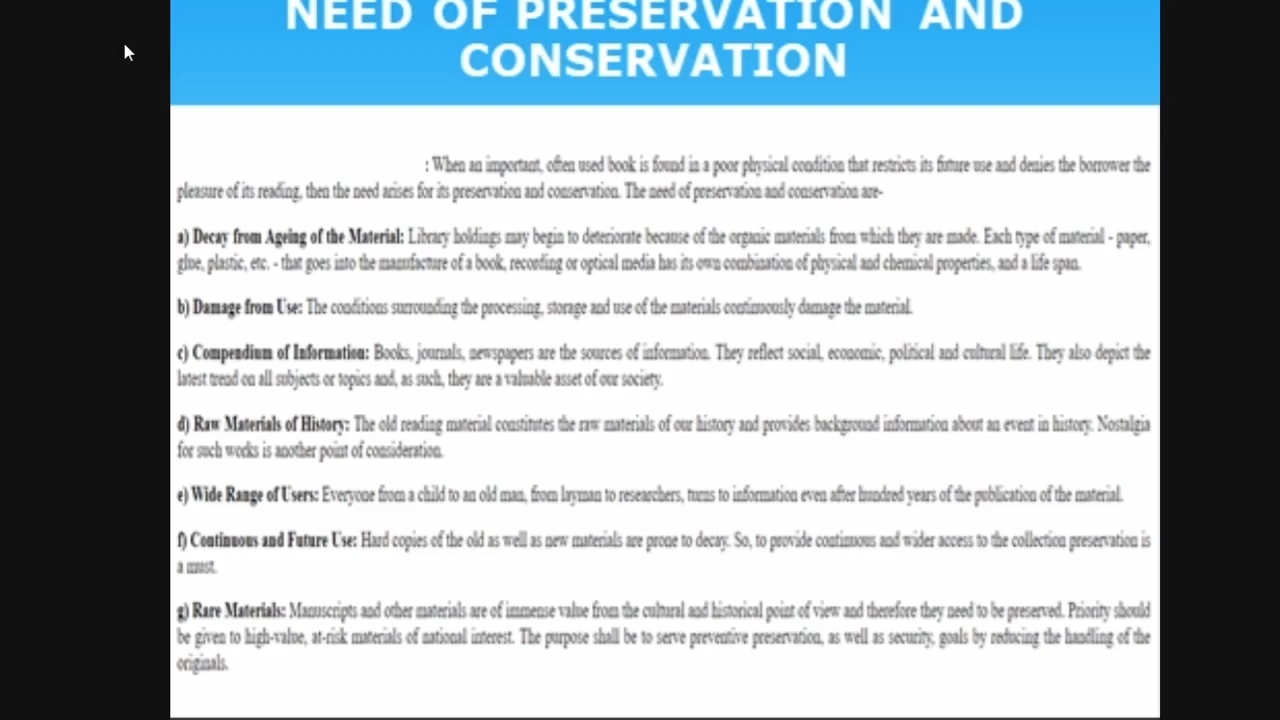 NEED OF PRESERVATION AND
CONSERVATION
: When an important, often used book is found in a poor physical condition that restricts its future use and denies the borrower the
pleasure of its reading, then the need arises for its preservation and conservation. The need of preservation and conservation are-
a) Decay from Ageing of the Material: Library holdings may begin to deteriorate because of the organic materials from which they are made. Each type of material - paper,
glue, plastic, etc. - that goes into the manufacture of a book, recording or optical media has its own combination of physical and chemical properties, and a life span.
b) Damage from Use: The conditions surrounding the processing, storage and use of the materials continuously damage the material.
c) Compendium of Information: Books, journals, newspapers are the sources of information. They reflect social, economic, political and cultural life. They also depict the
latest trend on all subjects or topics and, as such, they are a valuable asset of our society.
d) Raw Materials of History: The old reading material constitutes the raw materials of our history and provides background information about an event in history. Nostalgia
for such works is another point of consideration.
e) Wide Range of Users: Everyone from a child to an old man, from layman to researchers, turns to information even after hundred years of the publication of the material.
f) Continuous and Future Use: Hard copies of the old as well as new materials are prone to decay. So, to provide continuous and wider access to the collection preservation is
a must.
g) Rare Materials: Manuscripts and other materials are of immense value from the cultural and historical point of view and therefore they need to be preserved. Priority should
be given to high-value, at-risk materials of national interest. The purpose shall be to serve preventive preservation, as well as security, goals by reducing the handling of the
originals.